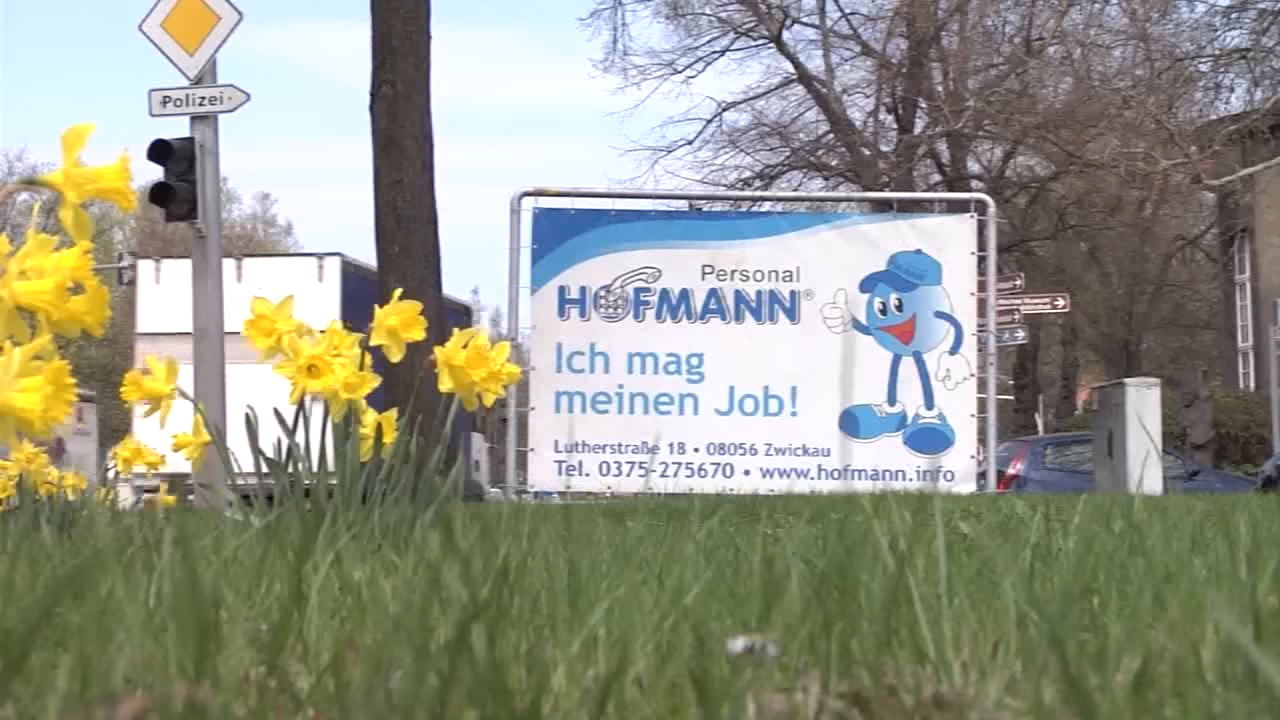 Polizei
Personal
HOFMANN®
Ich mag
meinen Job!
Lutherstraße 18 • 08056 Zwickau
Tel. 0375-275670 • www.hofmann.info